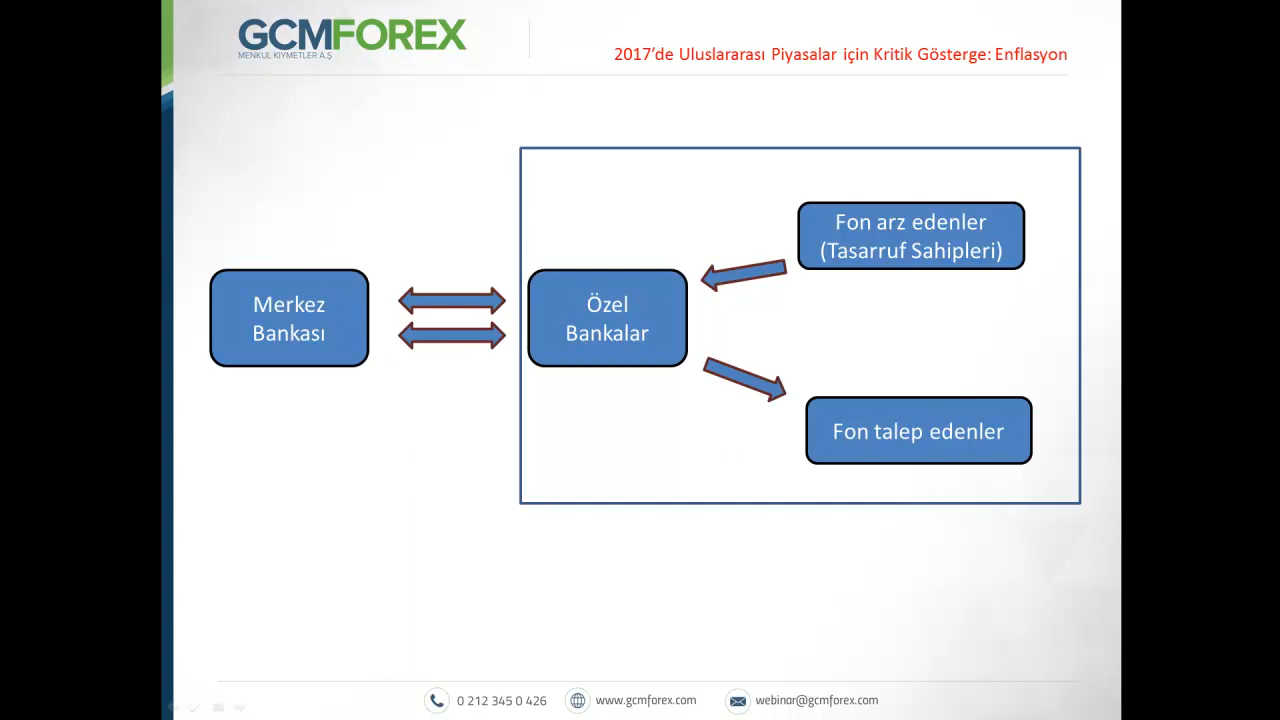 GCMFOREX
MENKUL KIYMETLER A.Ş
2017’de Uluslararası Piyasalar için Kritik Gösterge: Enflasyon
Fon arz edenler
(Tasarruf Sahipleri)
Merkez
Bankası
Özel
Bankalar
Fon talep edenler
0 212 345 0 426
www.gcmforex.com
webinar@gcmforex.com